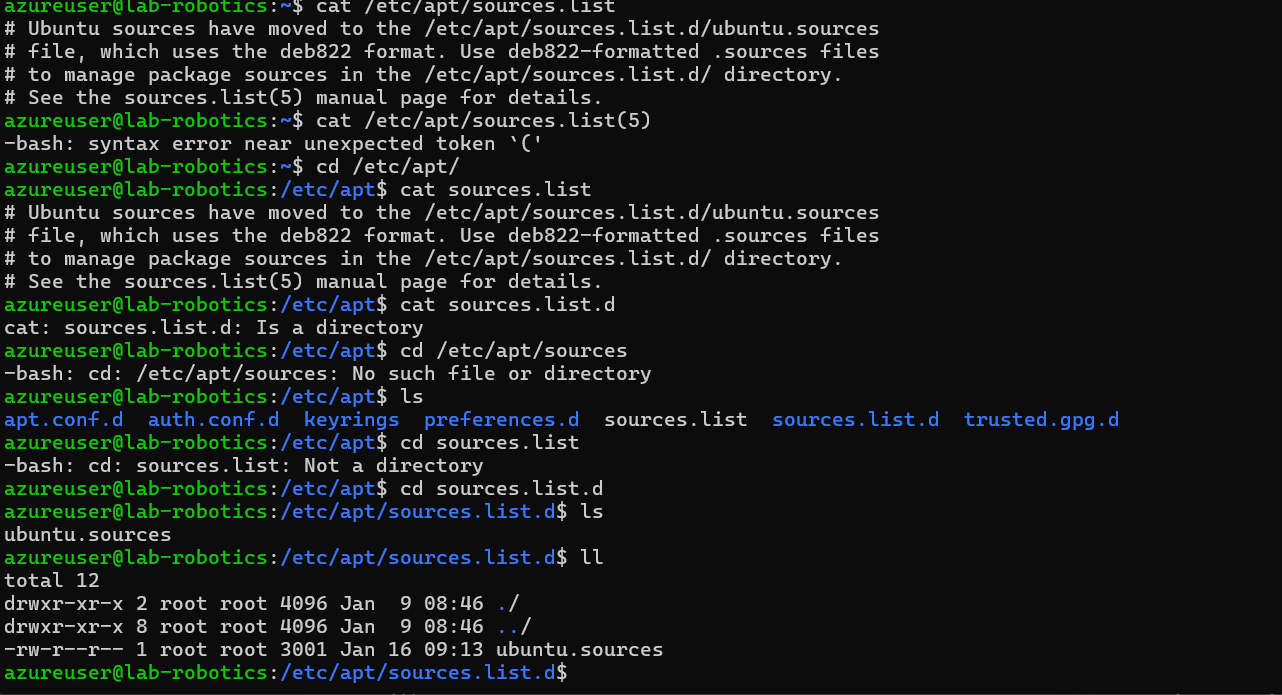 azureuser@lab-robotics:~$ cat /etc/apt/sources.list
# Ubuntu sources have moved to the /etc/apt/sources.list.d/ubuntu.sources
# file, which uses the deb822 format. Use deb822-formatted .sources files
# to manage package sources in the /etc/apt/sources.list.d/ directory.
# See the sources.list(5) manual page for details.
azureuser@lab-robotics:~$ cat /etc/apt/sources.list(5)
-bash: syntax error near unexpected token `('
azureuser@lab-robotics:~$ cd /etc/apt/
azureuser@lab-robotics:/etc/apt$ cat sources.list
# Ubuntu sources have moved to the /etc/apt/sources.list.d/ubuntu.sources
# file, which uses the deb822 format. Use deb822-formatted .sources files
# to manage package sources in the /etc/apt/sources.list.d/ directory.
# See the sources.list(5) manual page for details.
azureuser@lab-robotics:/etc/apt$ cat sources.list.d
cat: sources.list.d: Is a directory
azureuser@lab-robotics:/etc/apt$ cd /etc/apt/sources
-bash: cd: /etc/apt/sources: No such file or directory
azureuser@lab-robotics:/etc/apt$ ls
apt.conf.d  auth.conf.d  keyrings  preferences.d  sources.list  sources.list.d  trusted.gpg.d
azureuser@lab-robotics:/etc/apt$ cd sources.list
-bash: cd: sources.list: Not a directory
azureuser@lab-robotics:/etc/apt$ cd sources.list.d
azureuser@lab-robotics:/etc/apt/sources.list.d$ ls
ubuntu.sources
azureuser@lab-robotics:/etc/apt/sources.list.d$ ll
total 12
drwxr-xr-x 2 root root 4096 Jan  9 08:46 ./
drwxr-xr-x 8 root root 4096 Jan  9 08:46 ../
-rw-r--r-- 1 root root 3001 Jan 16 09:13 ubuntu.sources
azureuser@lab-robotics:/etc/apt/sources.list.d$